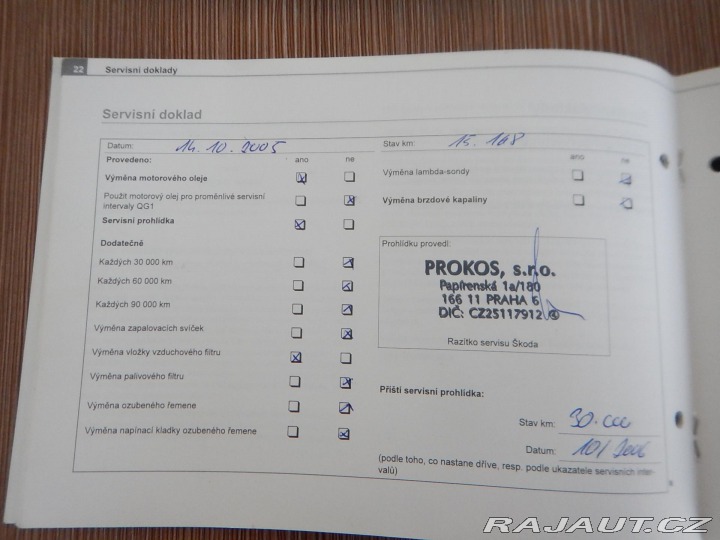 22 Servisní doklady
Servisní doklad
Datum: 14. 10. 2005
Provedeno: ano ne
Výměna motorového oleje
Použit motorový olej pro proměnlivé servisní
intervaly QG1
Servisní prohlídka
Dodatečně
Každých 30 000 km
Každých 60 000 km
Každých 90 000 km
Výměna zapalovacích svíček
Výměna vložky vzduchového filtru
Výměna palivového filtru
Výměna ozubeného řemene
Výměna napínací kladky ozubeného řemene
Stav km: 15. 168
ano ne
Výměna lambda-sondy
Výměna brzdové kapaliny
Prohlídku provedl:
PROKOS, s.r.o.
Papírenská 1a/180
166 11 PRAHA 6
DIČ: CZ25117912 4
Razítko servisu Škoda
Příští servisní prohlídka:
Stav km: 30.000
Datum: 10/2006
(podle toho, co nastane dříve, resp. podle ukazatele servisních inter-
valů)
RAJAUT.CZ